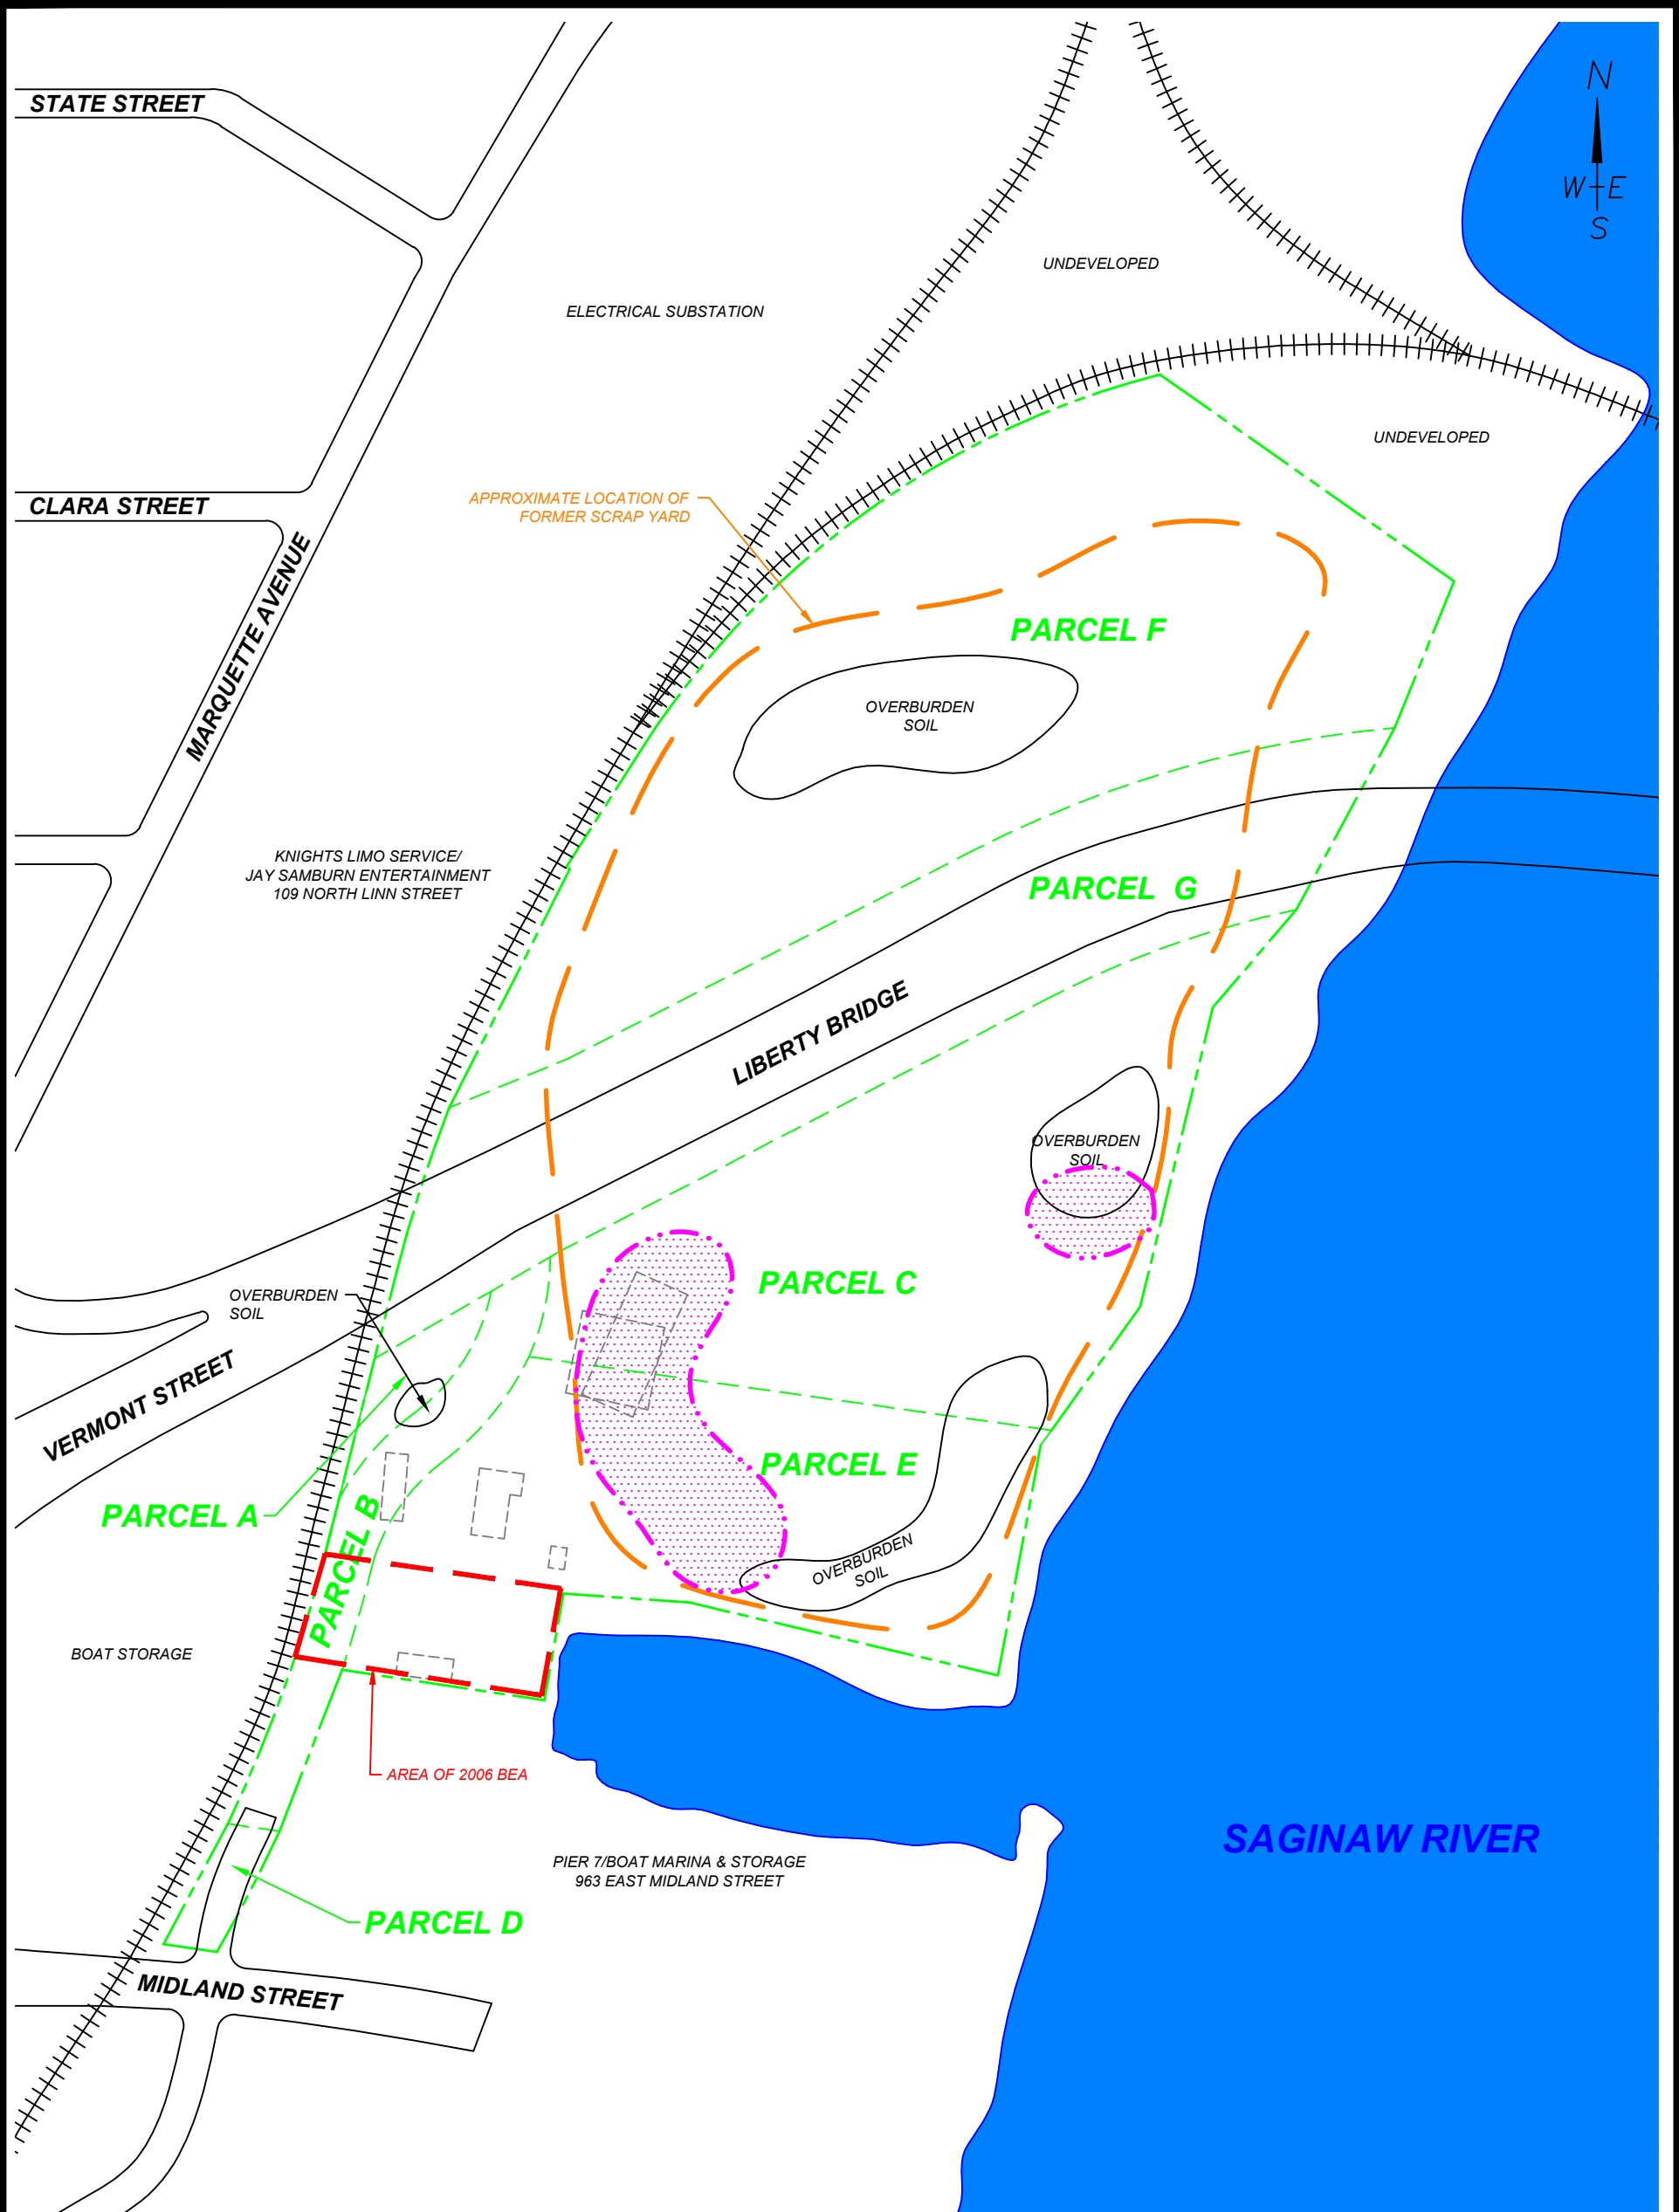 N
W E
S
STATE STREET
UNDEVELOPED
ELECTRICAL SUBSTATION
UNDEVELOPED
APPROXIMATE LOCATION OF
FORMER SCRAP YARD
CLARA STREET
MARQUETTE AVENUE
PARCEL F
OVERBURDEN
SOIL
KNIGHTS LIMO SERVICE/
JAY SAMBURN ENTERTAINMENT
109 NORTH LINN STREET
PARCEL G
LIBERTY BRIDGE
OVERBURDEN
SOIL
PARCEL C
OVERBURDEN
SOIL
VERMONT STREET
PARCEL E
PARCEL A
PARCEL B
OVERBURDEN
SOIL
BOAT STORAGE
AREA OF 2006 BEA
SAGINAW RIVER
PIER 7/BOAT MARINA & STORAGE
963 EAST MIDLAND STREET
PARCEL D
MIDLAND STREET